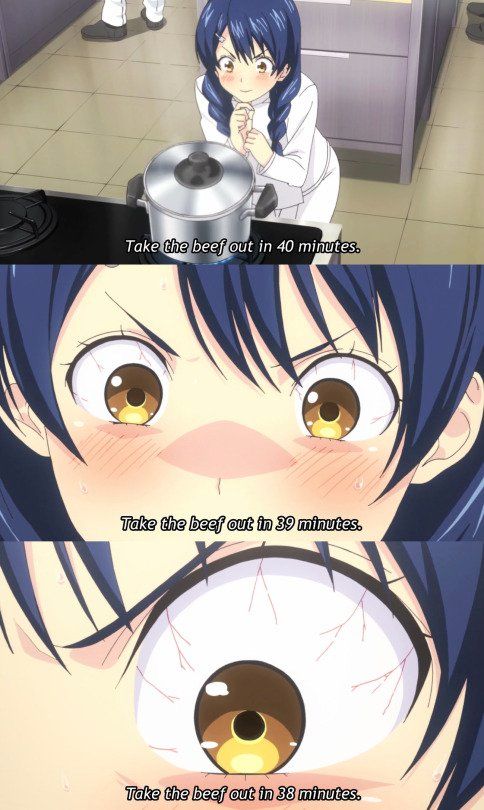 Take the beef out in 40 minutes.
Take the beef out in 39 minutes.
Take the beef out in 38 minutes.